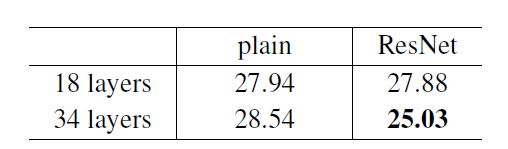 plain ResNet
18 layers 27.94 27.88
34 layers 28.54 25.03